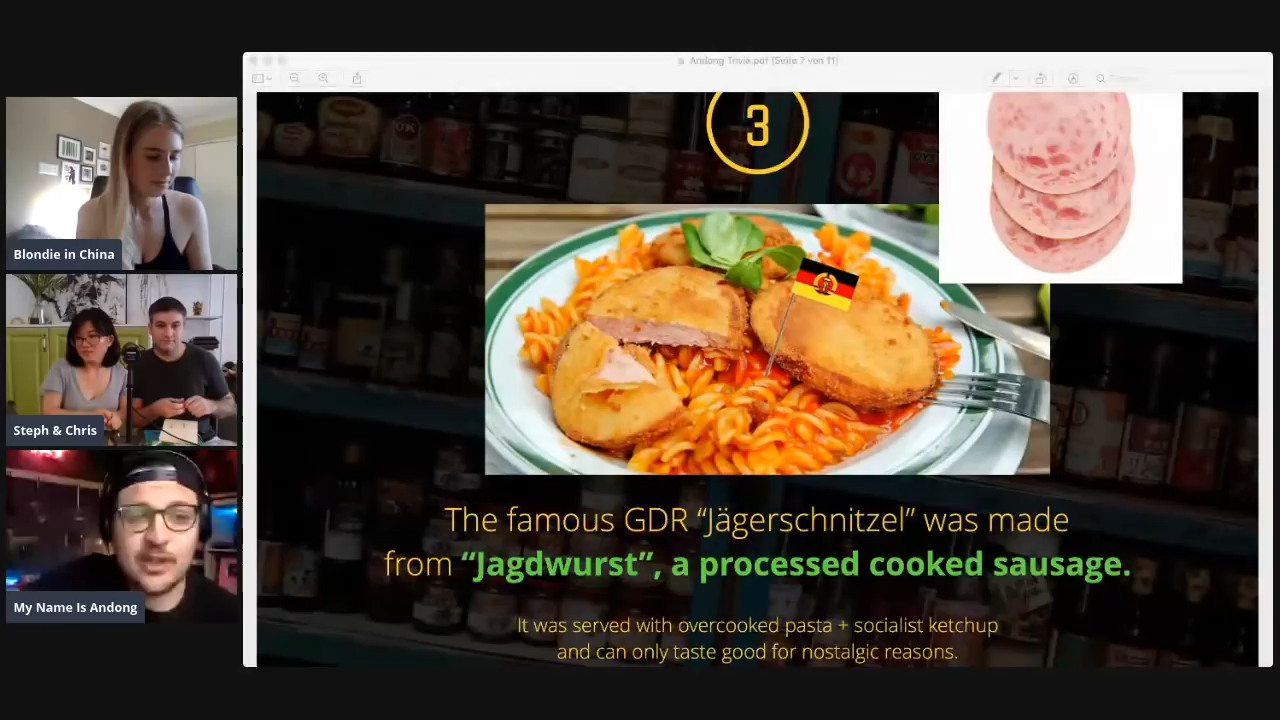 Andong Trivia.pdf (Seite 7 von 11)
3
Blondie in China
Steph & Chris
My Name Is Andong
The famous GDR “Jägerschnitzel” was made
from “Jagdwurst”, a processed cooked sausage.
It was served with overcooked pasta + socialist ketchup
and can only taste good for nostalgic reasons.